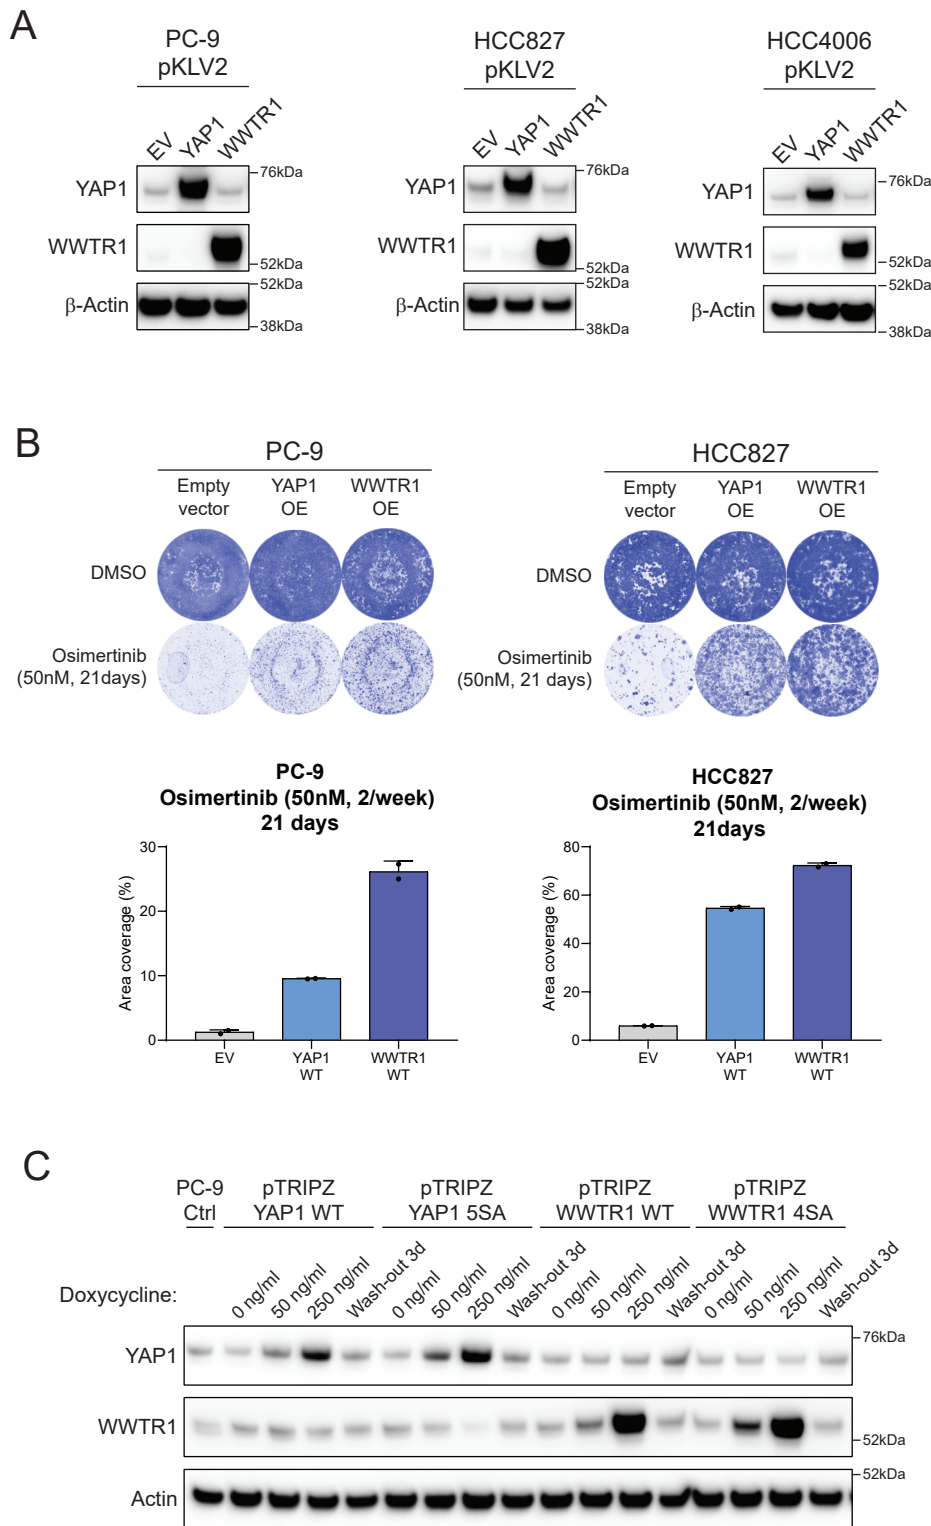 A
PC-9
pKLV2
HCC827
pKLV2
HCC4006
pKLV2
EV YAP1 WWTR1
EV YAP1 WWTR1
EV YAP1 WWTR1
YAP1
76kDa
WWTR1
52kDa
β-Actin
52kDa
38kDa
YAP1
76kDa
WWTR1
52kDa
β-Actin
52kDa
38kDa
YAP1
76kDa
WWTR1
52kDa
β-Actin
52kDa
38kDa
B
PC-9
Empty
vector
YAP1
OE
WWTR1
OE
DMSO
Osimertinib
(50nM, 21days)
HCC827
Empty
vector
YAP1
OE
WWTR1
OE
DMSO
Osimertinib
(50nM, 21 days)
PC-9
Osimertinib (50nM, 2/week)
21 days
Area coverage (%)
30
20
10
0
EV
YAP1
WT
WWTR1
WT
HCC827
Osimertinib (50nM, 2/week)
21days
Area coverage (%)
80
60
40
20
0
EV
YAP1
WT
WWTR1
WT
C
PC-9
Ctrl
pTRIPZ
YAP1 WT
pTRIPZ
YAP1 5SA
pTRIPZ
WWTR1 WT
pTRIPZ
WWTR1 4SA
Doxycycline:
0 ng/ml
50 ng/ml
250 ng/ml
Wash-out 3d
0 ng/ml
50 ng/ml
250 ng/ml
Wash-out 3d
0 ng/ml
50 ng/ml
250 ng/ml
Wash-out 3d
0 ng/ml
50 ng/ml
250 ng/ml
Wash-out 3d
YAP1
76kDa
WWTR1
52kDa
Actin
52kDa